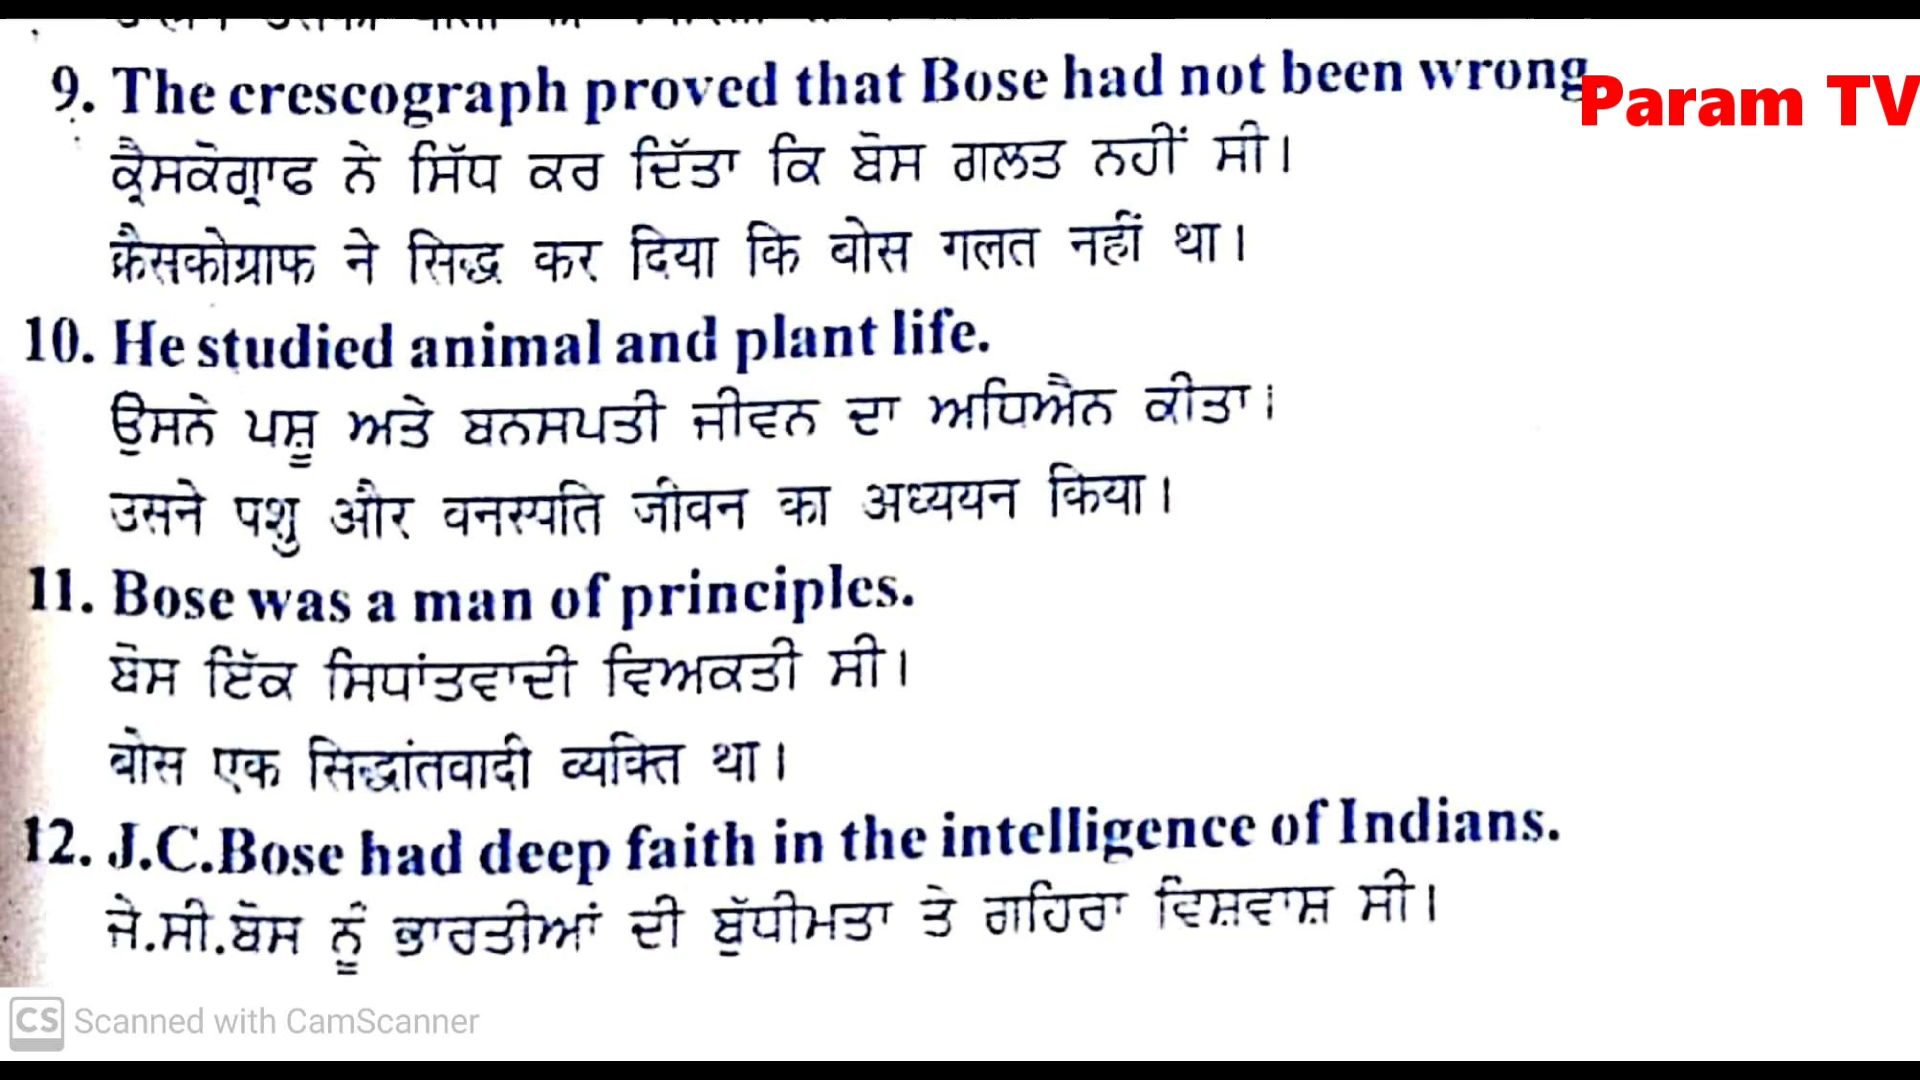 9. The crescograph proved that Bose had not been wrong
Param TV
ਕ੍ਰੈਸਕੋਗ੍ਰਾਫ ਨੇ ਸਿੱਧ ਕਰ ਦਿੱਤਾ ਕਿ ਬੋਸ ਗਲਤ ਨਹੀਂ ਸੀ।
क्रैसकोग्राफ ने सिद्ध कर दिया कि बोस गलत नहीं था।
10. He studied animal and plant life.
ਉਸਨੇ ਪਸ਼ੂ ਅਤੇ ਬਨਸਪਤੀ ਜੀਵਨ ਦਾ ਅਧਿਐਨ ਕੀਤਾ।
उसने पशु और वनस्पति जीवन का अध्ययन किया।
11. Bose was a man of principles.
ਬੋਸ ਇੱਕ ਸਿਧਾਂਤਵਾਦੀ ਵਿਅਕਤੀ ਸੀ।
बोस एक सिद्धांतवादी व्यक्ति था।
12. J.C.Bose had deep faith in the intelligence of Indians.
ਜੇ.ਸੀ.ਬੋਸ ਨੂੰ ਭਾਰਤੀਆਂ ਦੀ ਬੁੱਧੀਮਤਾ ਤੇ ਗਹਿਰਾ ਵਿਸ਼ਵਾਸ਼ ਸੀ।
CS Scanned with CamScanner